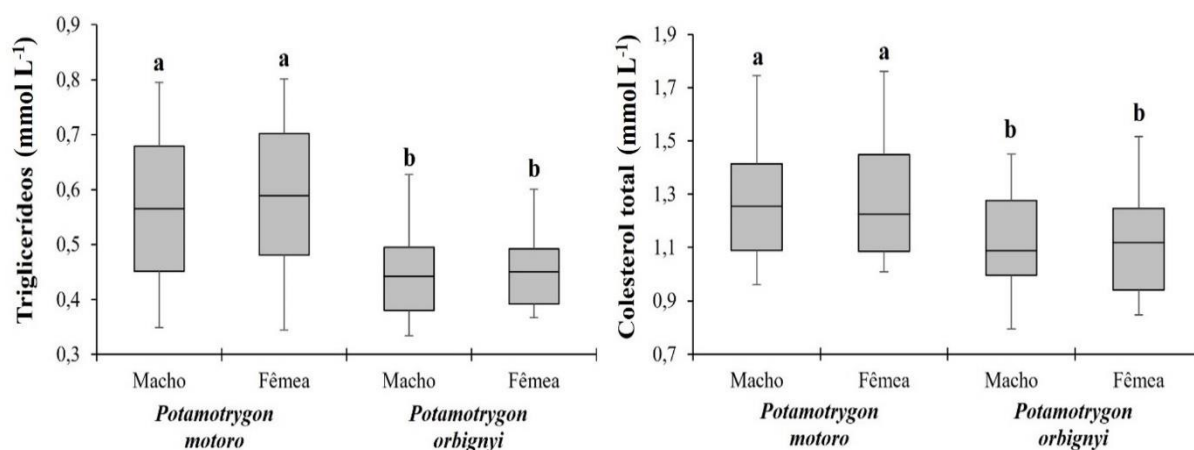 Triglicerídeos (mmol L⁻¹)
0,9
0,8
0,7
0,6
0,5
0,4
0,3
a
a
b
b
Macho
Fêmea
Macho
Fêmea
Potamotrygon
motoro
Potamotrygon
orbignyi
Colesterol total (mmol L⁻¹)
1,9
1,7
1,5
1,3
1,1
0,9
0,7
a
a
b
b
Macho
Fêmea
Macho
Fêmea
Potamotrygon
motoro
Potamotrygon
orbignyi